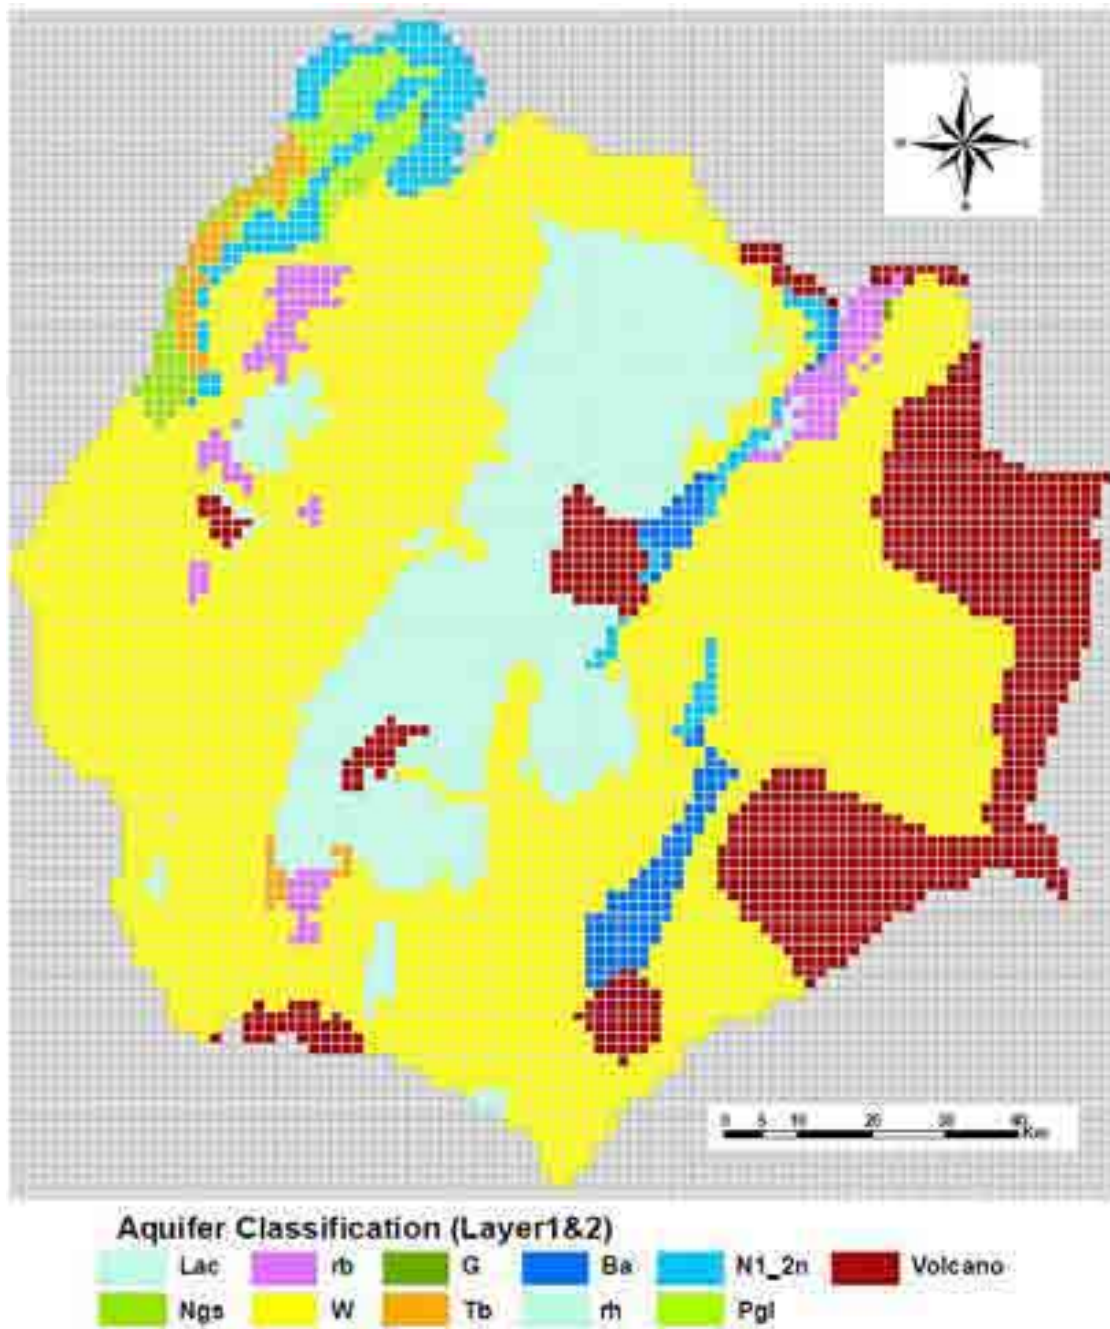 0 5 10 20 30 40
Km
Aquifer Classification (Layer1&2)
Lac rb G Ba N1_2n Volcano
Ngs W Tb rh Pgl